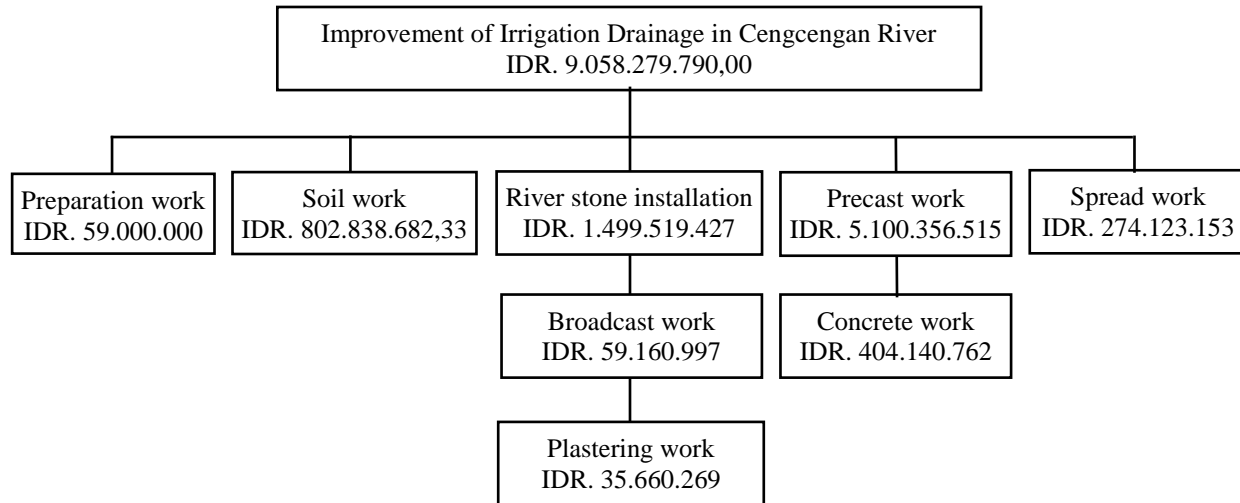 Improvement of Irrigation Drainage in Cengcengan River
IDR. 9.058.279.790,00
Preparation work
IDR. 59.000.000
Soil work
IDR. 802.838.682,33
River stone installation
IDR. 1.499.519.427
Precast work
IDR. 5.100.356.515
Spread work
IDR. 274.123.153
Broadcast work
IDR. 59.160.997
Concrete work
IDR. 404.140.762
Plastering work
IDR. 35.660.269